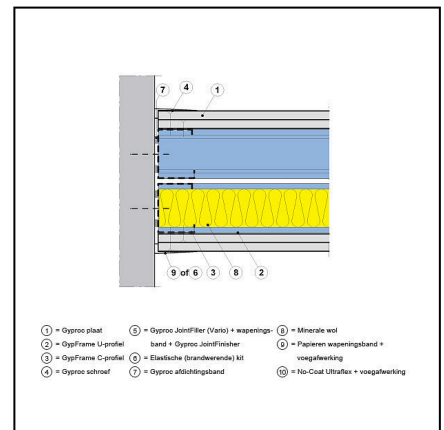 7 4 1
9 of 6 3 8 2
1 = Gyproc plaat
2 = GypFrame U-profiel
3 = GypFrame C-profiel
4 = Gyproc schroef
5 = Gyproc JointFiller (Vario) + wapenings-
band + Gyproc JointFinisher
6 = Elastische (brandwerende) kit
7 = Gyproc afdichtingsband
8 = Minerale wol
9 = Papieren wapeningsband +
voegafwerking
10 = No-Coat Ultraflex + voegafwerking